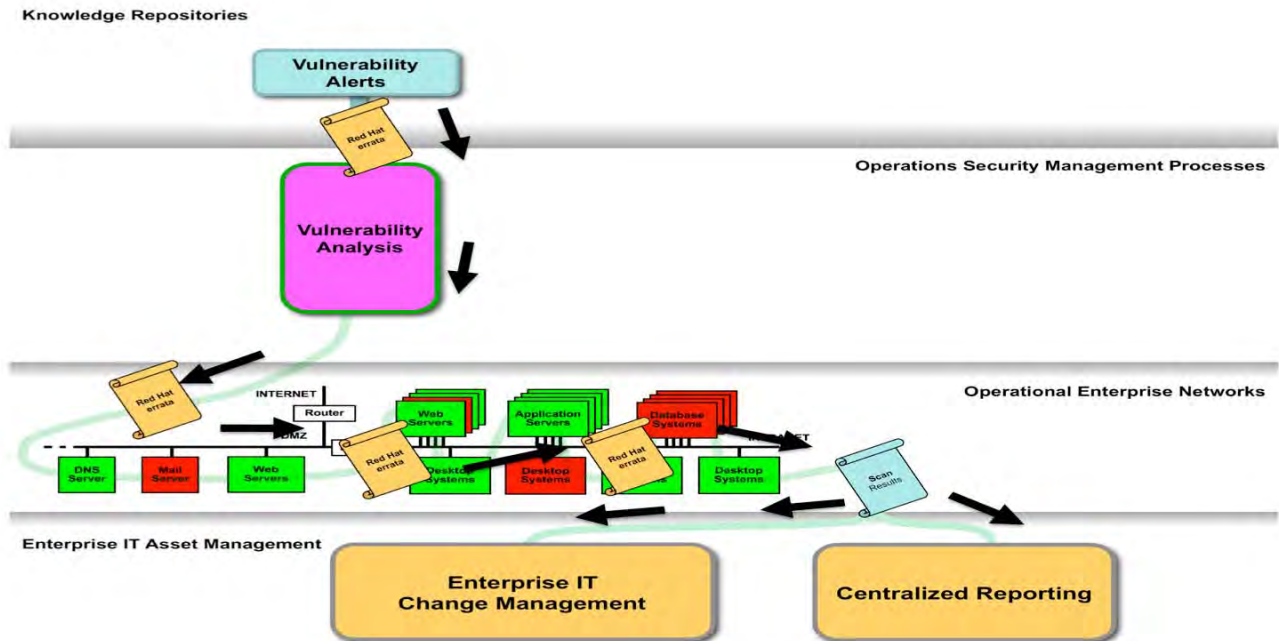 Knowledge Repositories
Vulnerability
Alerts
Red Hat
errata
Operations Security Management Processes
Vulnerability
Analysis
Operational Enterprise Networks
Red Hat
errata
INTERNET
Router
DMZ
Web
Servers
Application
Servers
Database
Systems
Red Hat
errata
Red Hat
errata
DNS
Server
Mail
Server
Web
Servers
Desktop
Systems
Desktop
Systems
Desktop
Systems
Scan
Results
Enterprise IT Asset Management
Enterprise IT
Change Management
Centralized Reporting